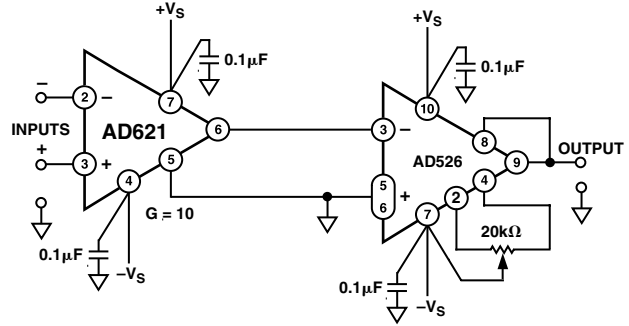 +VS
+VS
0.1µF
0.1µF
−
2
−
7
10
INPUTS
AD621
6
3
−
8
OUTPUT
+
3
+
5
AD526
9
4
G = 10
5
6
+
7
2
4
0.1µF
−VS
20kΩ
0.1µF
−VS